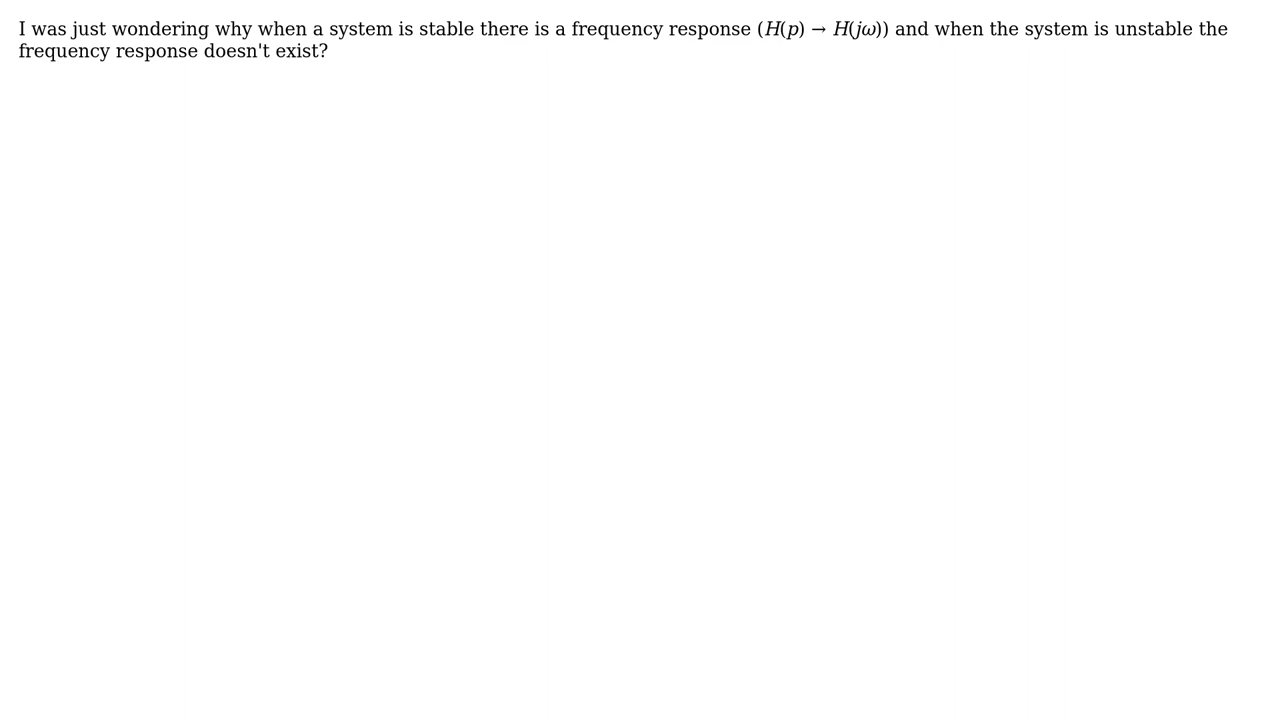 I was just wondering why when a system is stable there is a frequency response (H(p) → H(jω)) and when the system is unstable the
frequency response doesn't exist?